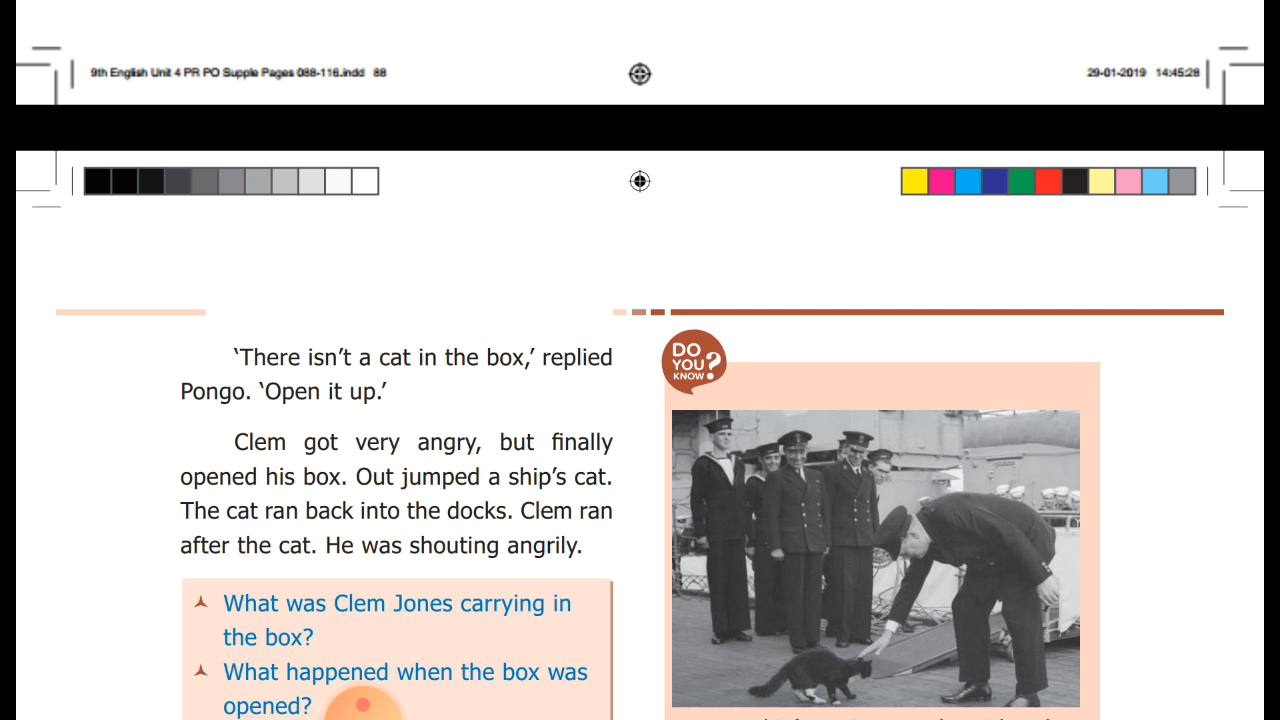 9th English Unit 4 PR PO Supple Pages 088-116.indd 88
29-01-2019 14:45:28
‘There isn’t a cat in the box,’ replied
Pongo. ‘Open it up.’
Clem got very angry, but finally
opened his box. Out jumped a ship’s cat.
The cat ran back into the docks. Clem ran
after the cat. He was shouting angrily.
What was Clem Jones carrying in
the box?
What happened when the box was
opened?
DO
YOU
KNOW?